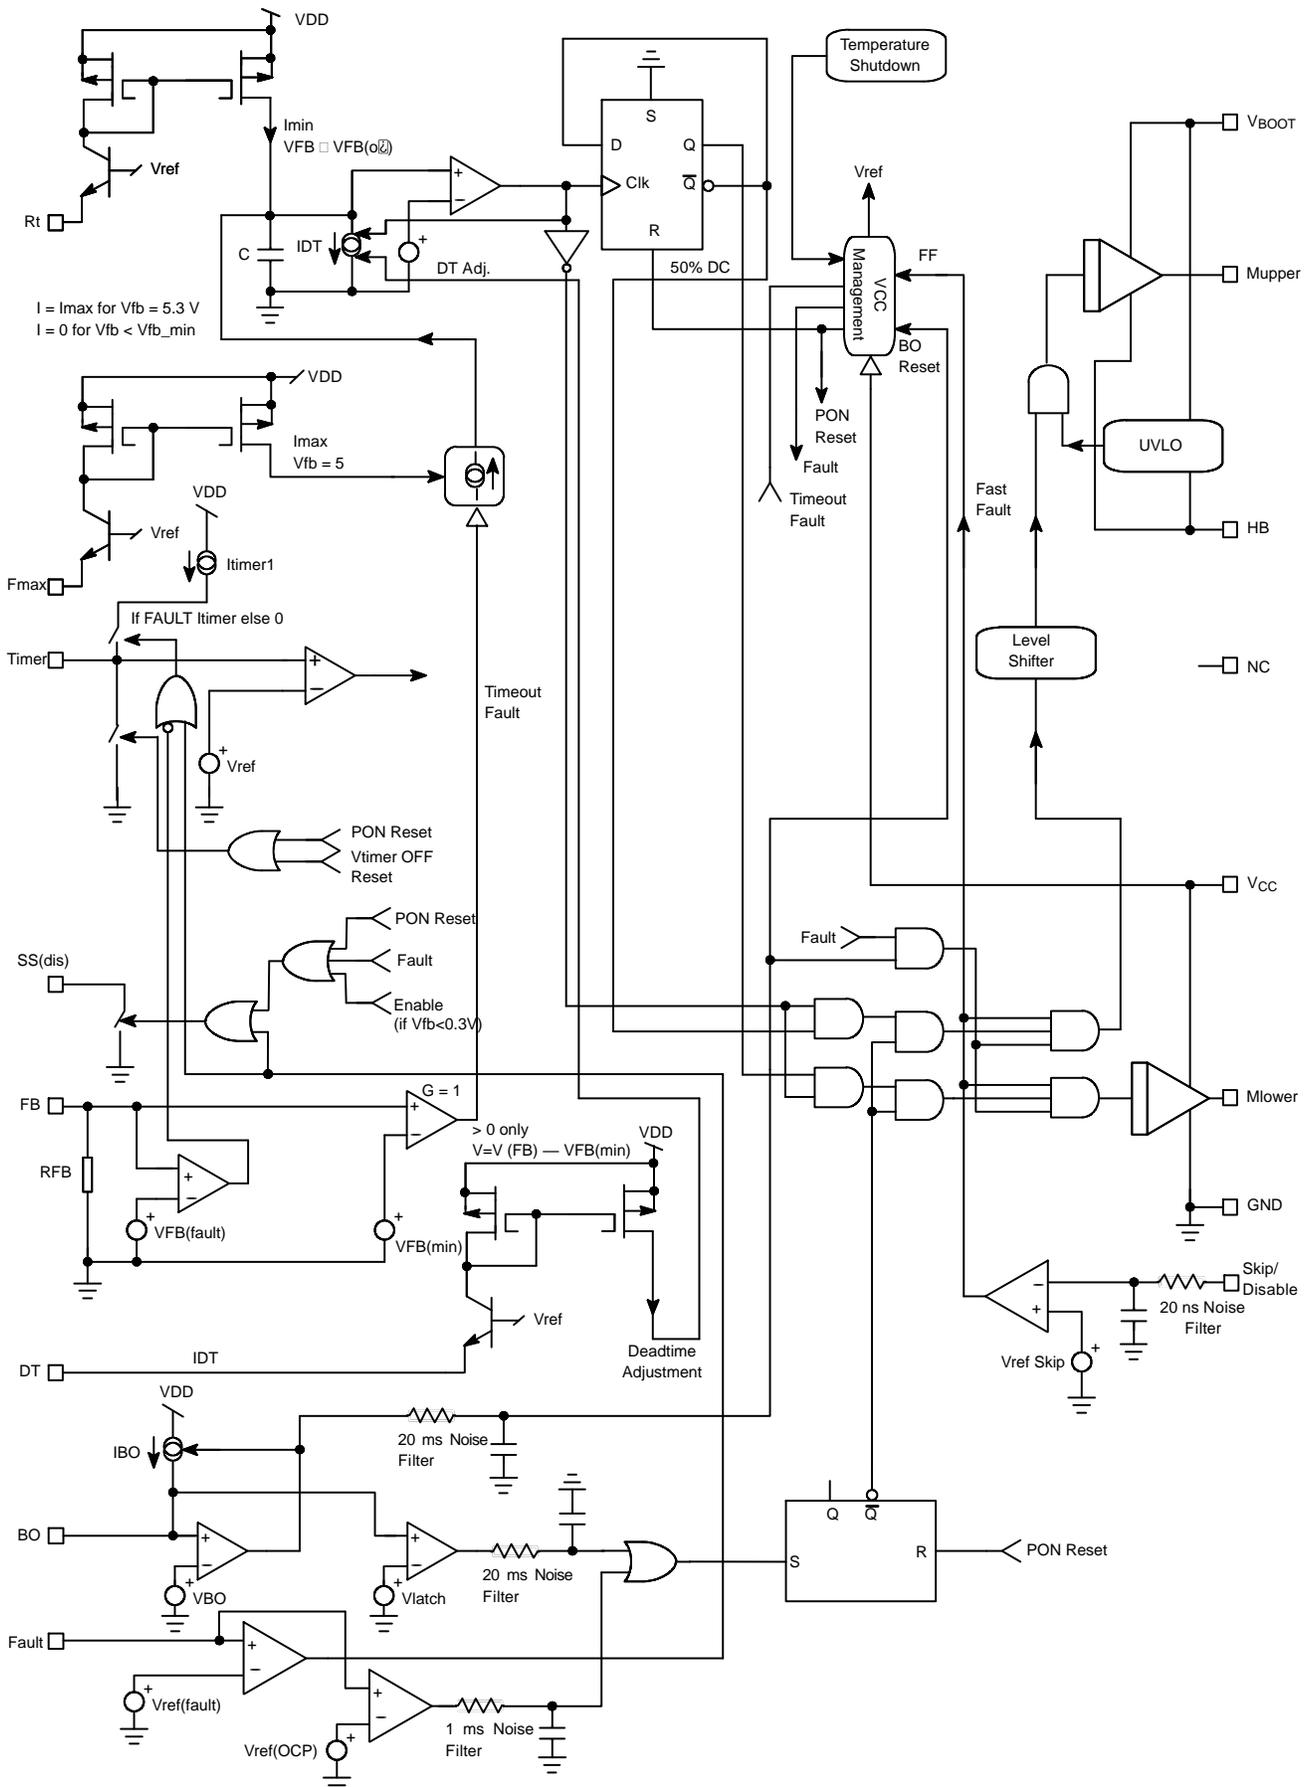 VDD
Imin
VFB □ VFB(o
Vref
Rt
C
IDT
+
−
+
DT Adj.
S
D
Q
Clk
Q
R
50% DC
Temperature
Shutdown
Vref
FF
VCC
Management
BO
Reset
PON
Reset
Fault
Timeout
Fault
VBOOT
Mupper
UVLO
HB
Fast
Fault
I = Imax for Vfb = 5.3 V
I = 0 for Vfb < Vfb_min
VDD
Imax
Vfb = 5
VDD
Vref
Itimer1
Fmax
If FAULT Itimer else 0
Timer
+
−
+
Vref
Timeout
Fault
Level
Shifter
NC
PON Reset
Vtimer OFF
Reset
VCC
PON Reset
Fault
Enable
(if Vfb<0.3V)
SS(dis)
Fault
FB
G = 1
+
−
> 0 only
V=V (FB) — VFB(min)
RFB
+
−
+
VFB(fault)
+
VFB(min)
VDD
Vref
Mlower
GND
Skip/
Disable
−
+
20 ns Noise
Filter
Vref Skip
+
DT
IDT
Deadtime
Adjustment
VDD
IBO
20 ms Noise
Filter
BO
+
−
+
VBO
+
−
+
Vlatch
20 ms Noise
Filter
Q
Q
S
R
PON Reset
Fault
+
−
+
Vref(fault)
+
−
+
Vref(OCP)
1 ms Noise
Filter